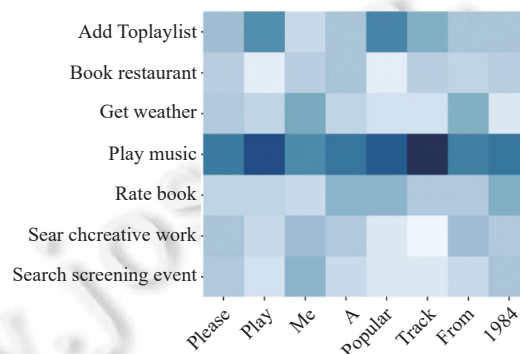 Add Toplaylist
Book restaurant
Get weather
Play music
Rate book
Sear chcreative work
Search screening event
Please
Play
Me
A
Popular
Track
From
1984